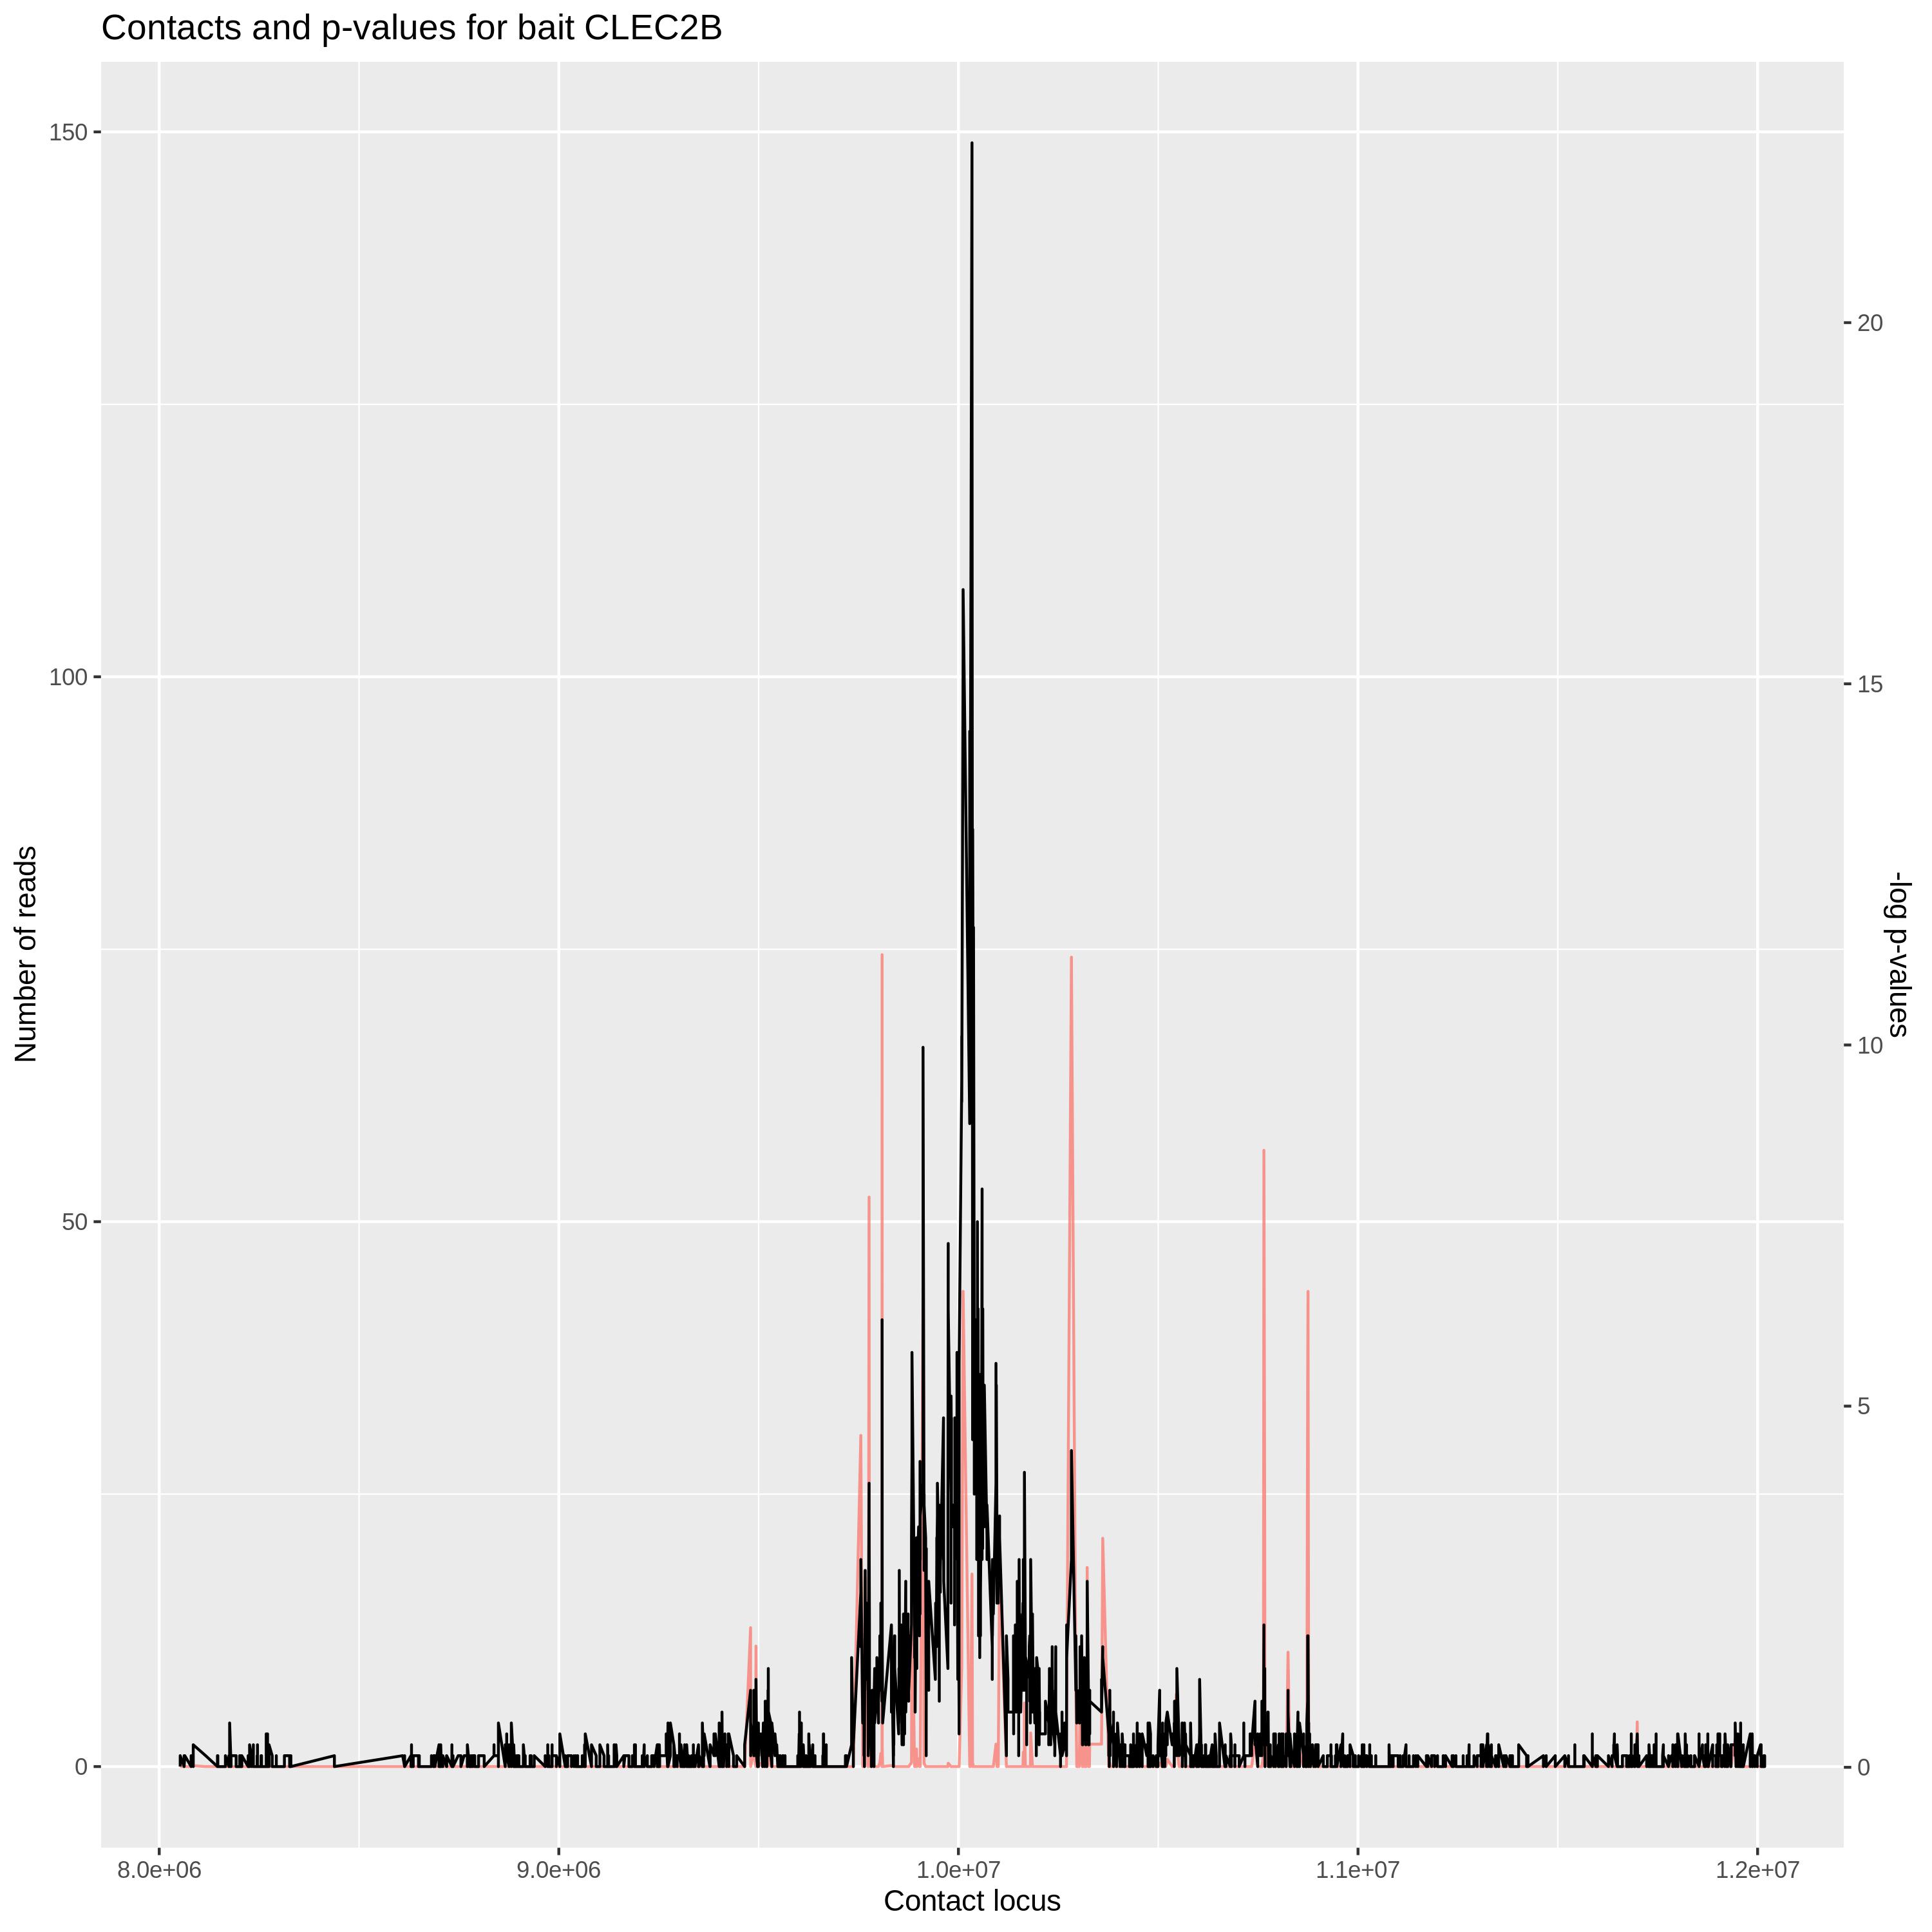 Contacts and p-values for bait CLEC2B
150
100
50
0
Number of reads
20
15
10
5
0
-log p-values
8.0e+06
9.0e+06
1.0e+07
1.1e+07
1.2e+07
Contact locus